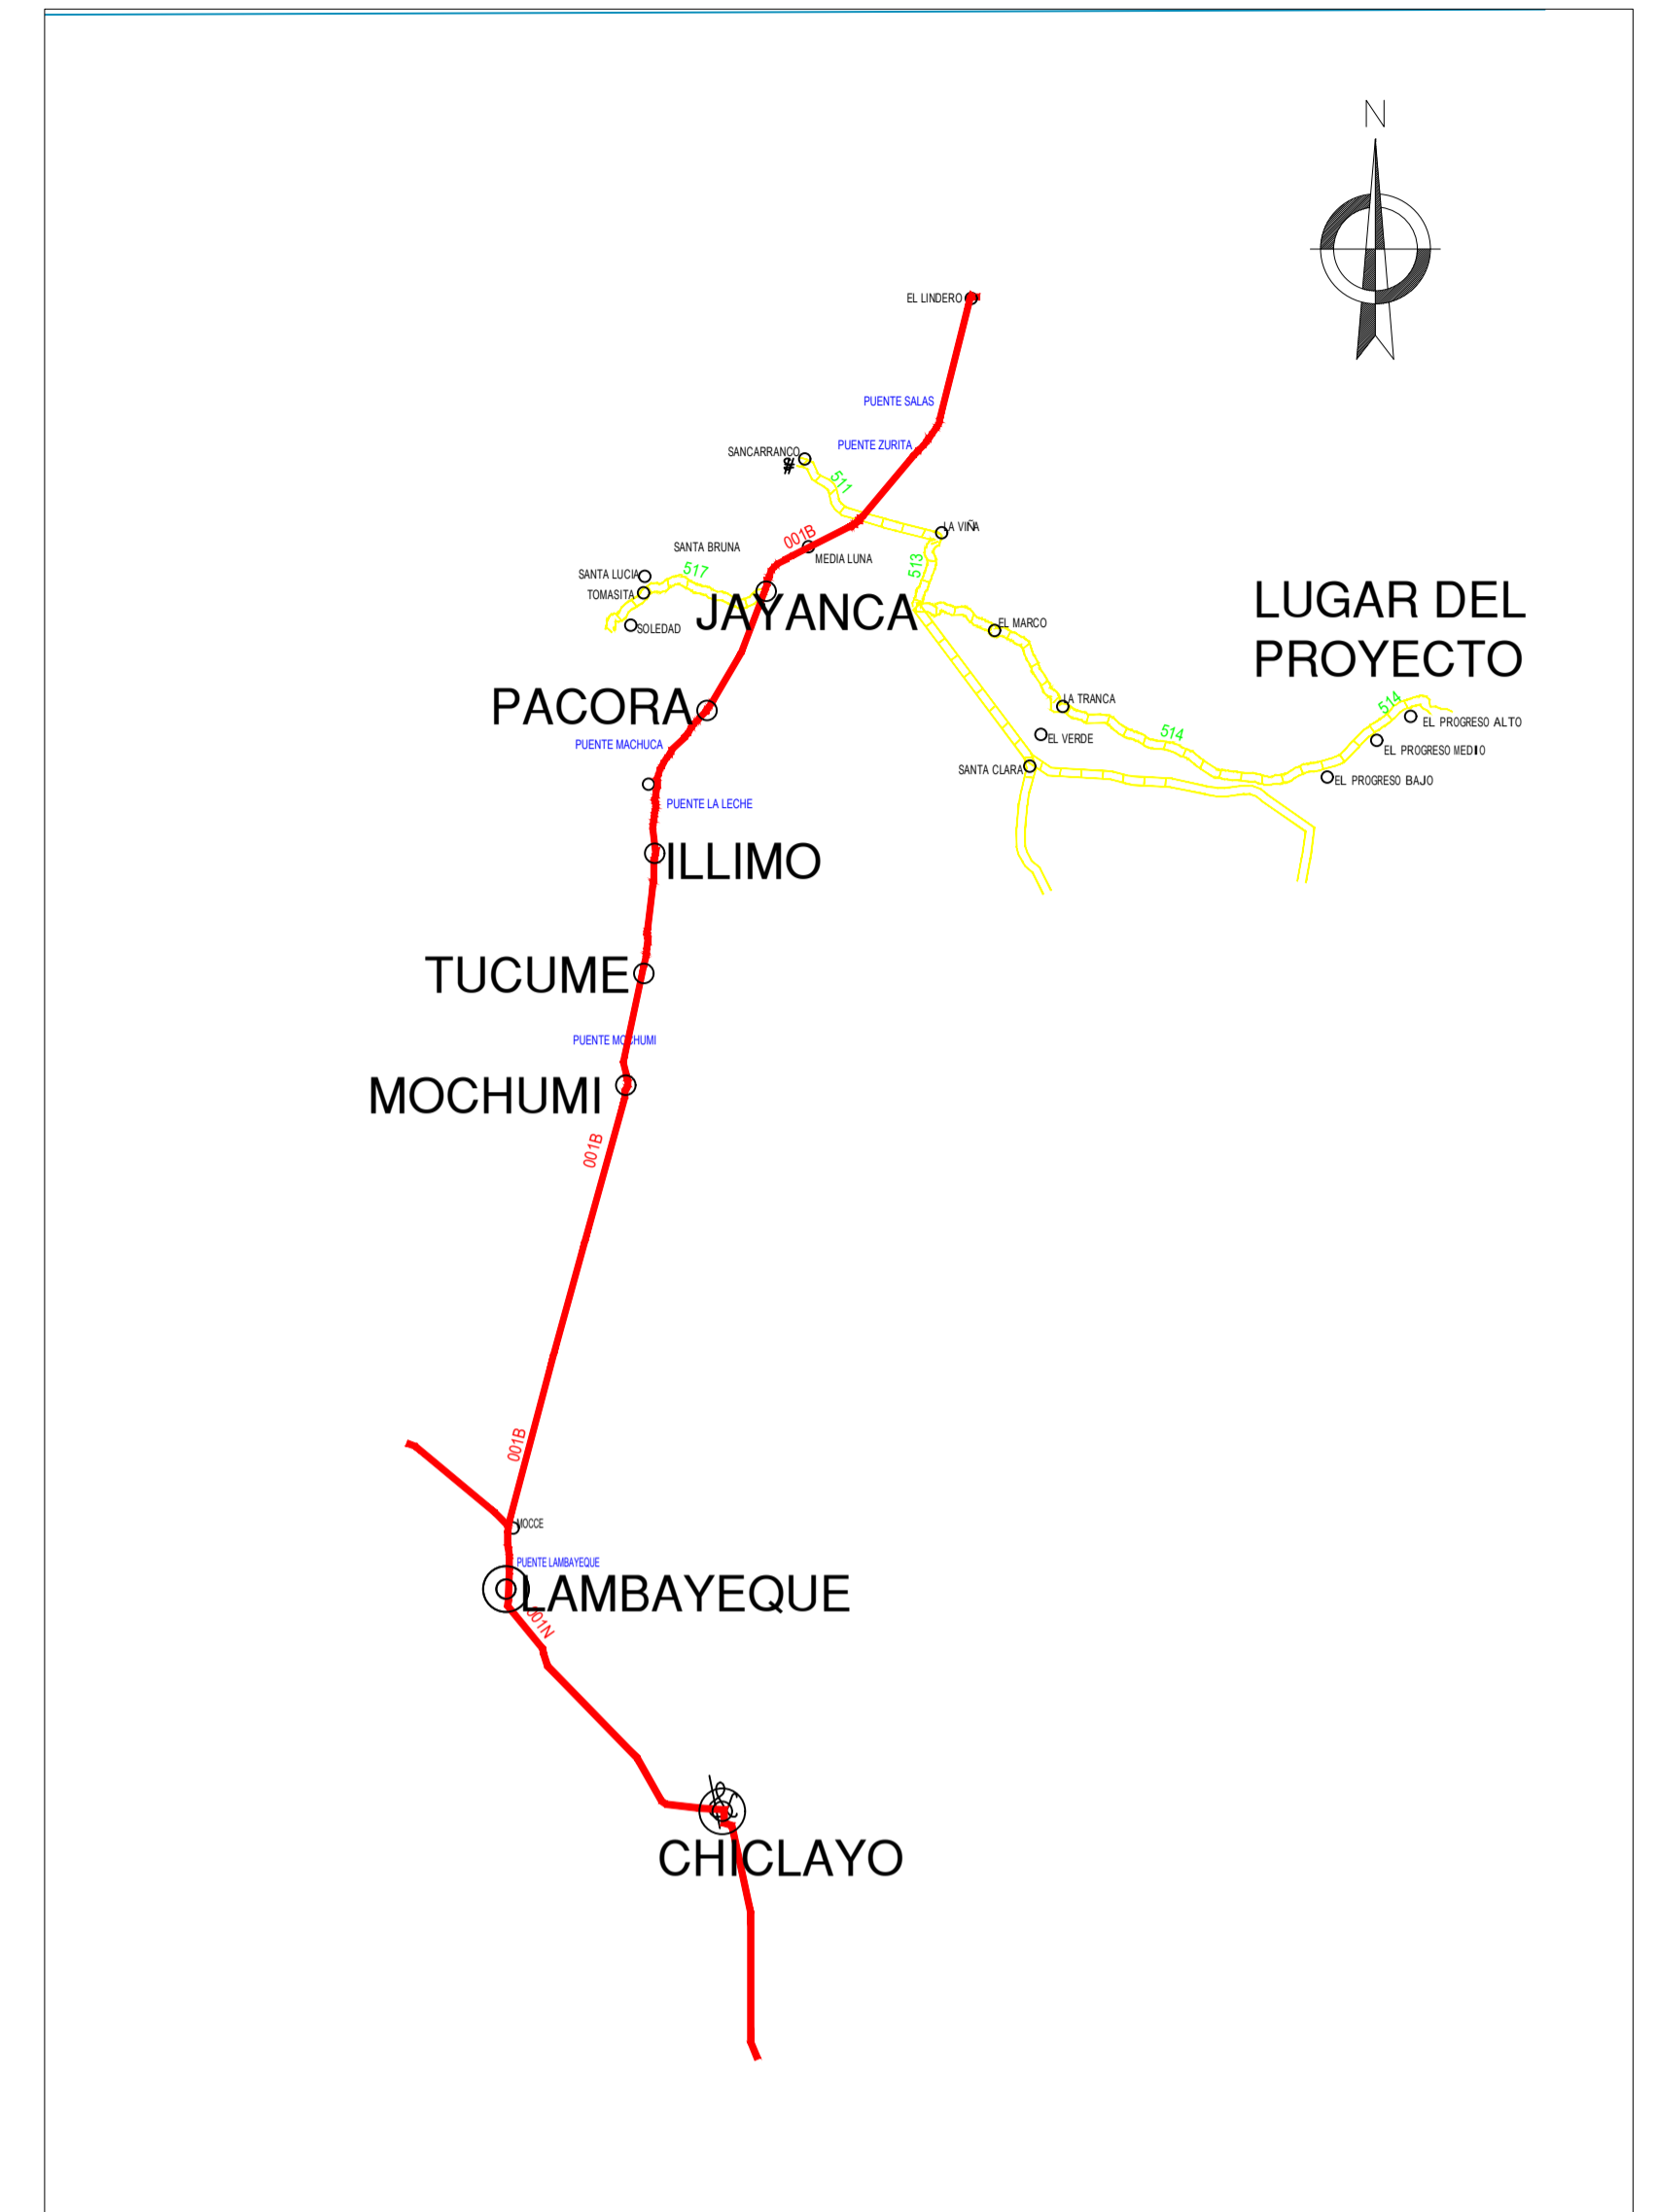 N
EL LINDERO
PUENTE SALAS
PUENTE ZURITA
SANCARRANCO
#
511
LA VIÑA
001B
SANTA BRUNA
MEDIA LUNA
513
SANTA LUCIA
517
TOMASITA
JAYANCA
SOLEDAD
EL MARCO
LUGAR DEL
PROYECTO
PACORA
LA TRANCA
514
514
EL PROGRESO ALTO
PUENTE MACHUCA
EL VERDE
EL PROGRESO MEDIO
SANTA CLARA
EL PROGRESO BAJO
PUENTE LA LECHE
ILLIMO
TUCUME
PUENTE MOCHUMI
MOCHUMI
001B
001B
MOCCE
PUENTE LAMBAYEQUE
LAMBAYEQUE
001N
CHICLAYO